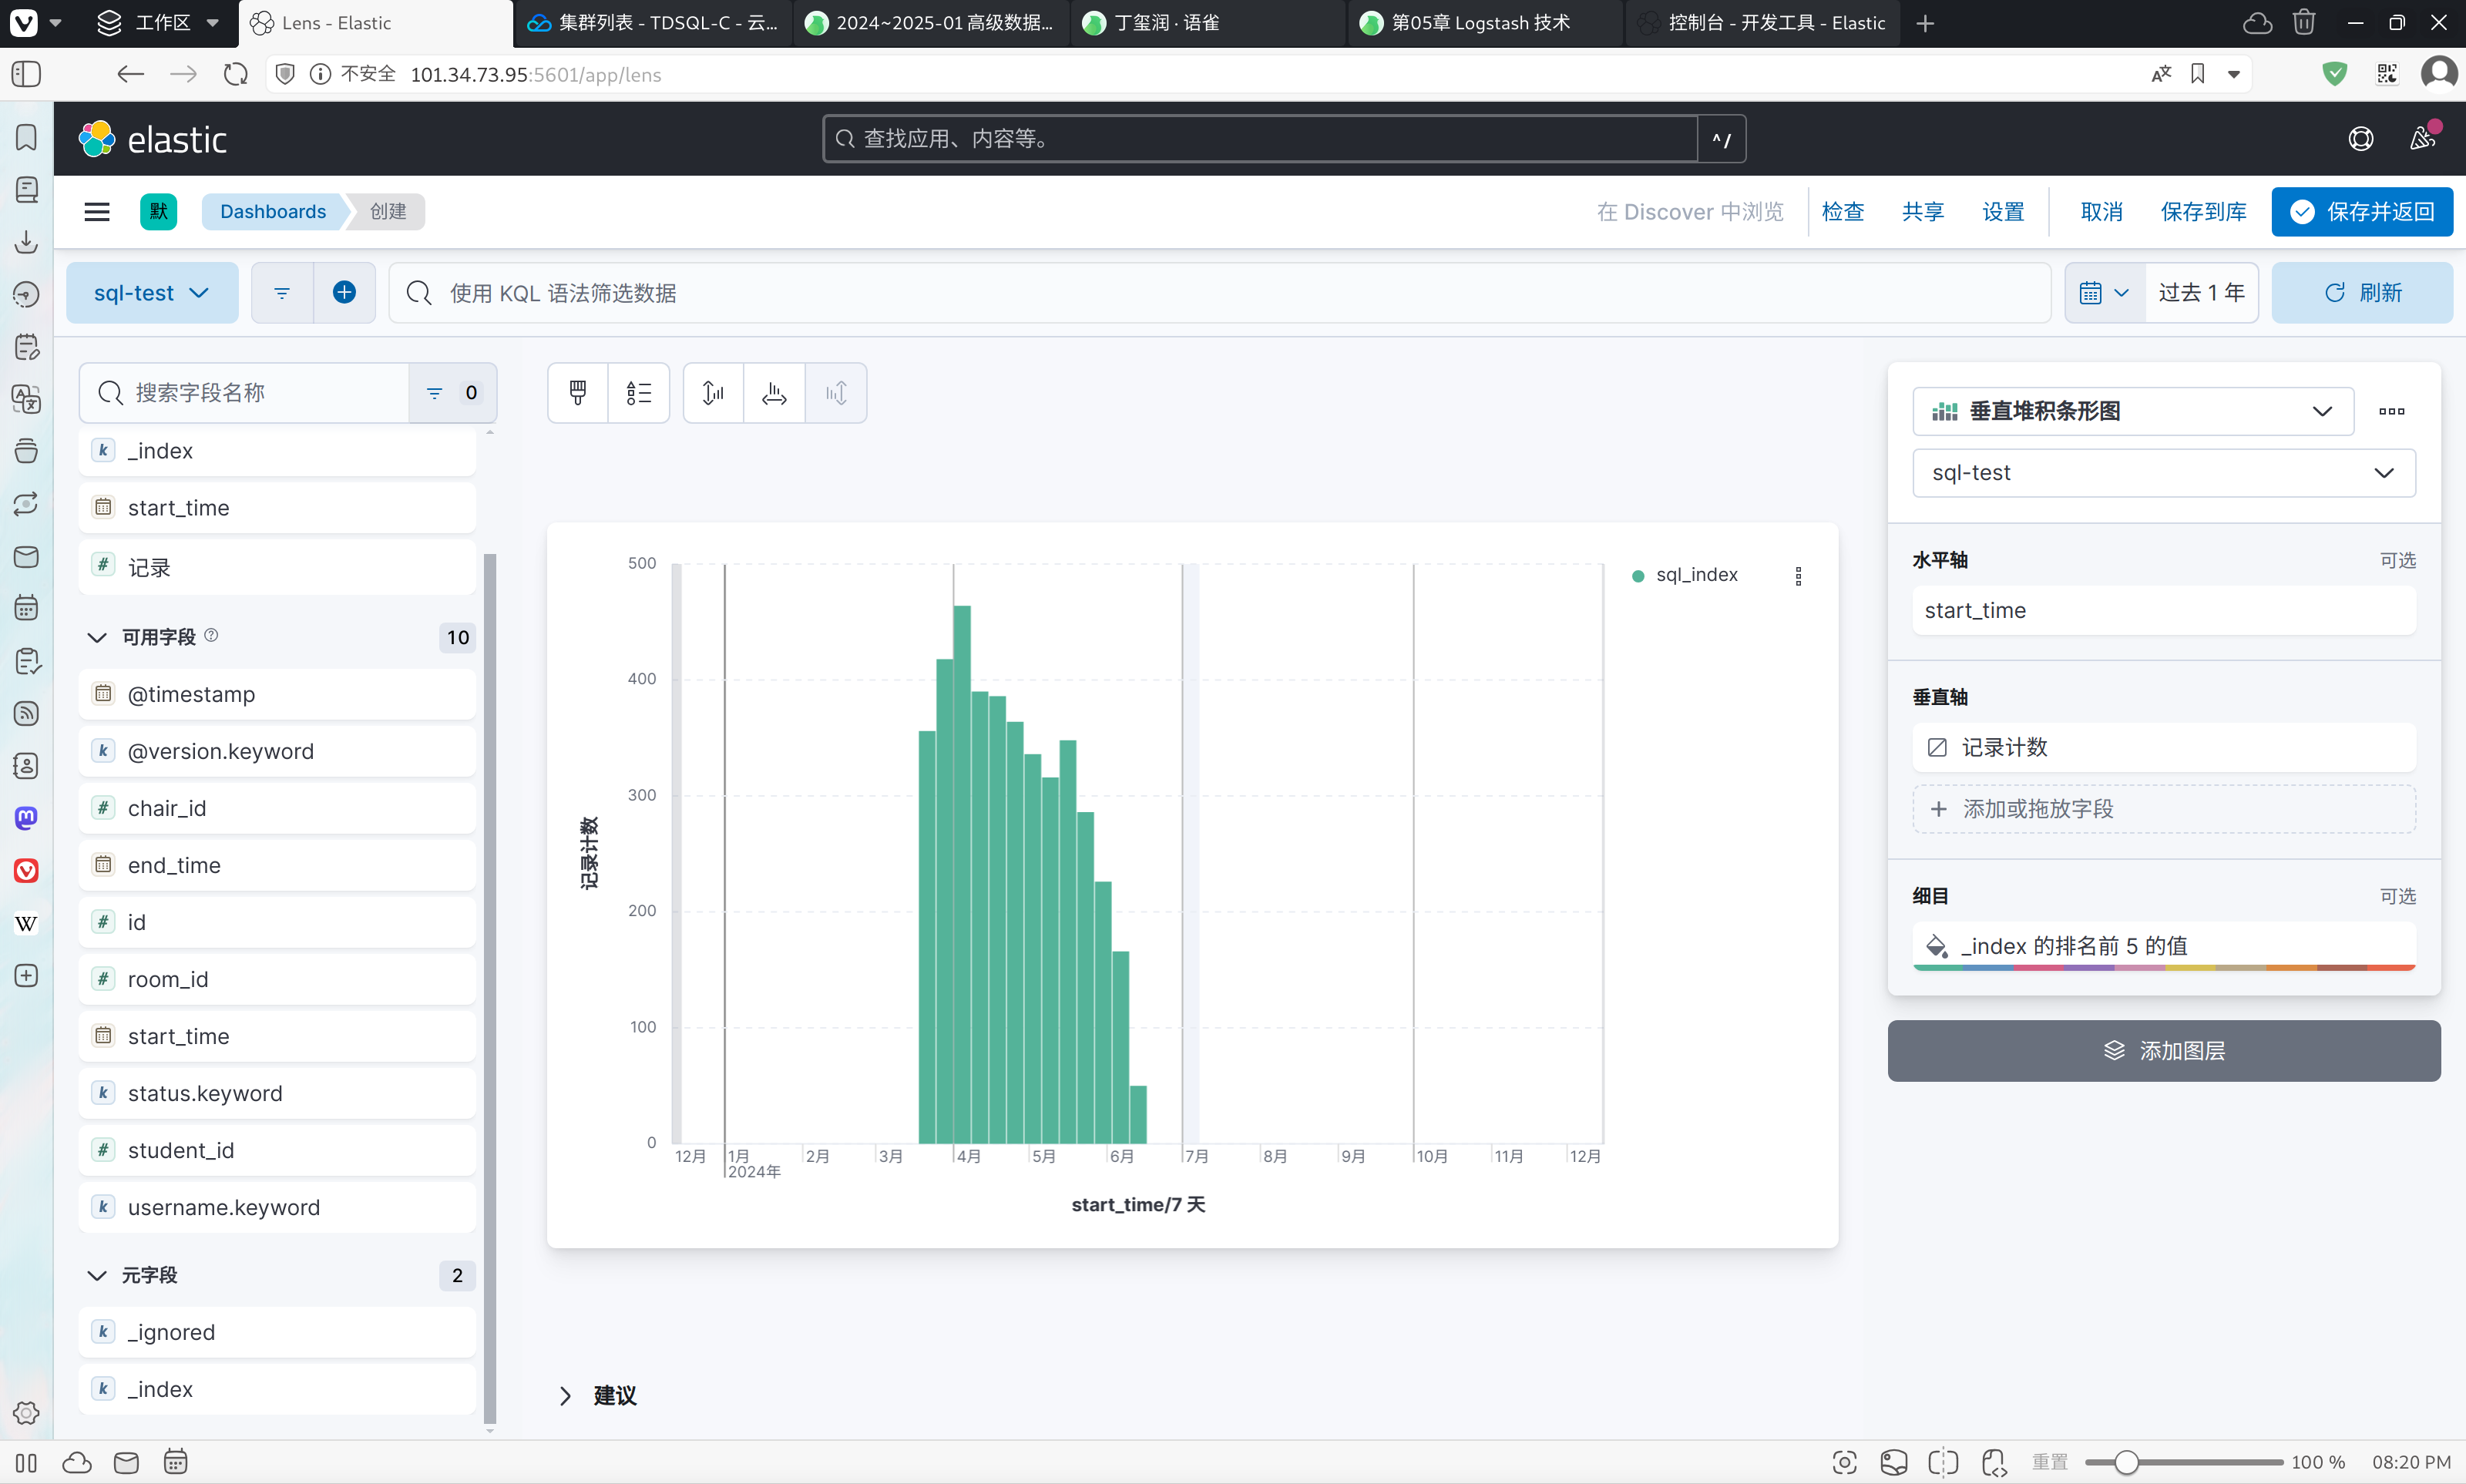 工作区
Lens - Elastic
集群列表 - TDSQL-C - 云...
2024~2025-01 高级数据...
丁玺润 · 语雀
第05章 Logstash 技术
控制台 - 开发工具 - Elastic
不安全 101.34.73.95:5601/app/lens
elastic
查找应用、内容等。
^/
默
Dashboards
创建
在 Discover 中浏览
检查
共享
设置
取消
保存到库
保存并返回
sql-test
使用 KQL 语法筛选数据
过去 1 年
刷新
搜索字段名称
0
k _index
start_time
# 记录
可用字段
10
@timestamp
k @version.keyword
# chair_id
end_time
# id
# room_id
start_time
k status.keyword
# student_id
k username.keyword
元字段
2
k _ignored
k _index
500
400
300
200
100
0
记录计数
12月 1月 2月 3月 4月 5月 6月 7月 8月 9月 10月 11月 12月
2024年
start_time/7 天
sql_index
建议
垂直堆积条形图
sql-test
水平轴
可选
start_time
垂直轴
记录计数
添加或拖放字段
细目
可选
_index 的排名前 5 的值
添加图层
W
重置
100 %
08:20 PM